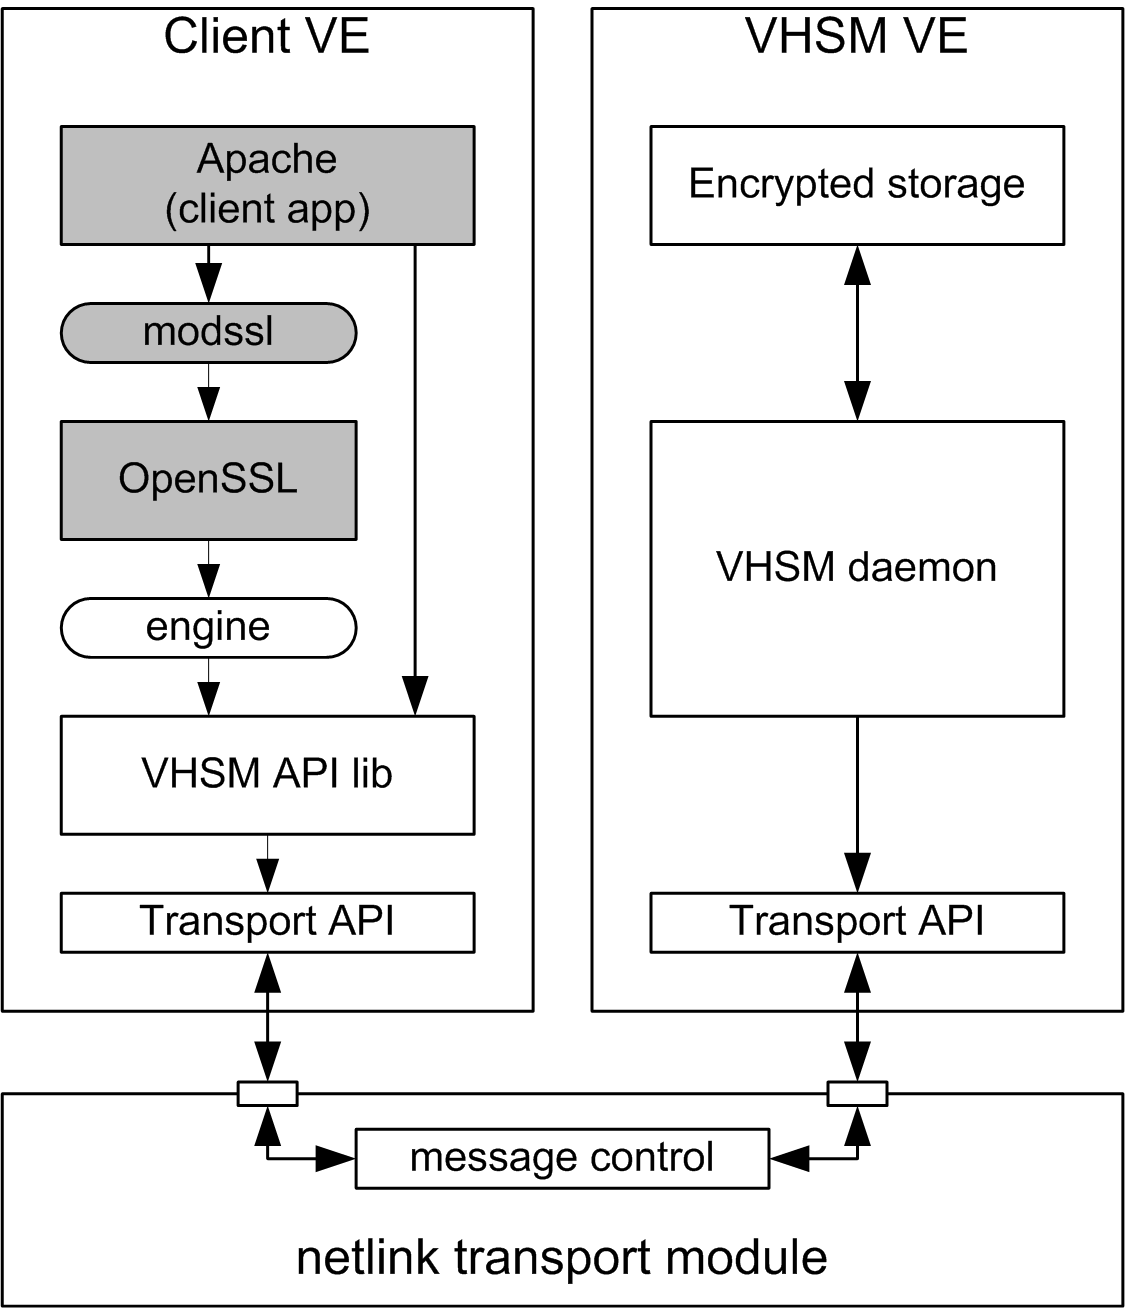 Client VE
Apache
(client app)
modssl
OpenSSL
engine
VHSM API lib
Transport API
VHSM VE
Encrypted storage
VHSM daemon
Transport API
message control
netlink transport module